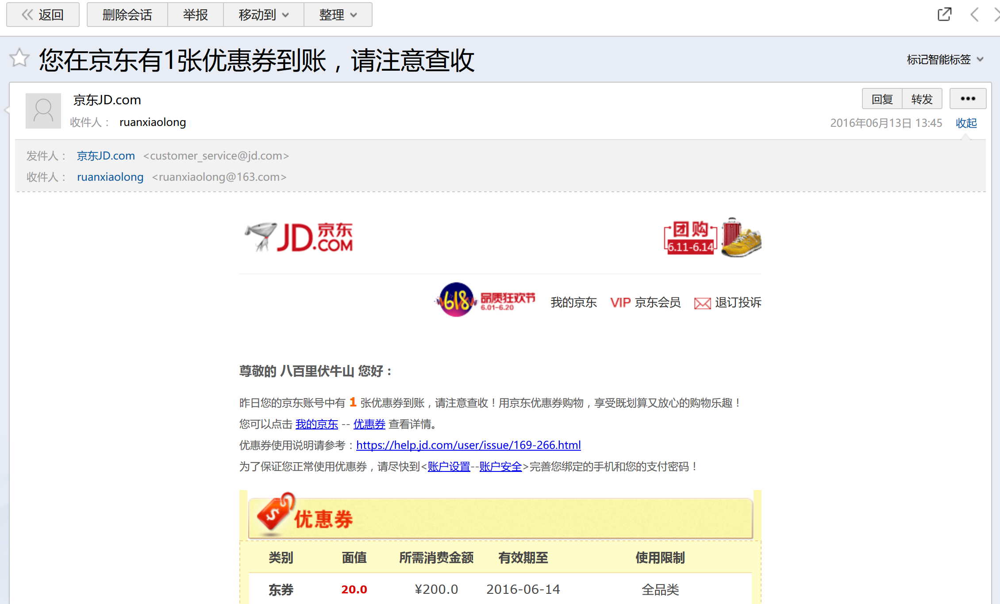 返回 删除会话 举报 移动到 整理
您在京东有1张优惠券到账，请注意查收
标记智能标签
京东JD.com
回复 转发
收件人： ruanxiaolong
2016年06月13日 13:45 收起
发件人： 京东JD.com <customer_service@jd.com>
收件人： ruanxiaolong <ruanxiaolong@163.com>
JD.京东.COM
团购
6.11-6.14
618 品质狂欢节
6.01-6.20
我的京东 VIP 京东会员 退订投诉
尊敬的 八百里伏牛山 您好：
昨日您的京东账号中有 1 张优惠券到账，请注意查收！用京东优惠券购物，享受既划算又放心的购物乐趣！
您可以点击 我的京东 -- 优惠券 查看详情。
优惠券使用说明请参考：https://help.jd.com/user/issue/169-266.html
为了保证您正常使用优惠券，请尽快到<账户设置--账户安全>完善您绑定的手机和您的支付密码！
$ 优惠券
类别 面值 所需消费金额 有效期至 使用限制
东券 20.0 ¥200.0 2016-06-14 全品类